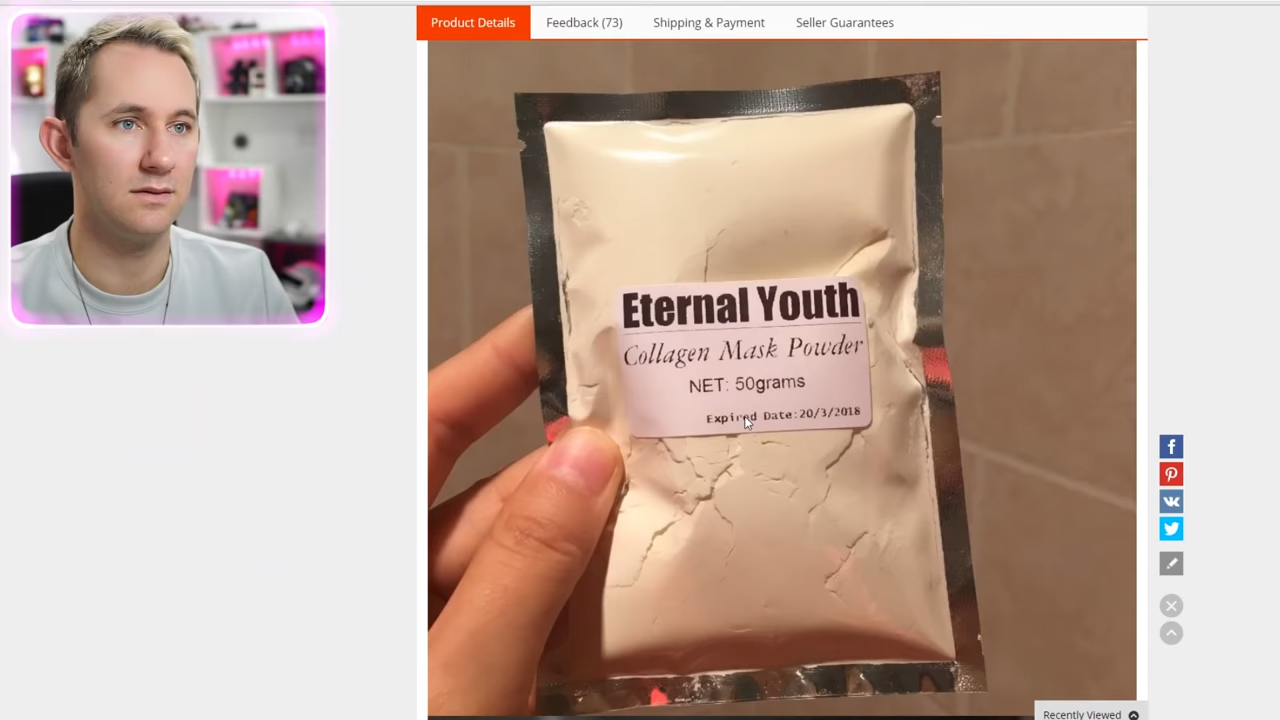 Product Details
Feedback (73)
Shipping & Payment
Seller Guarantees
Eternal Youth
Collagen Mask Powder
NET: 50grams
Expired Date:20/3/2018
Recently Viewed